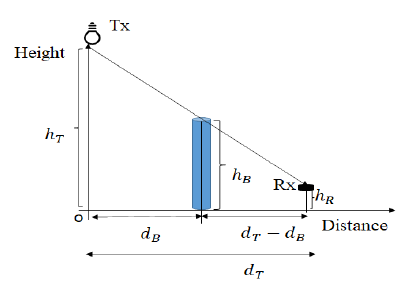 Tx
Height
h_T
h_B
Rx
h_R
O
Distance
d_B
d_T − d_B
d_T